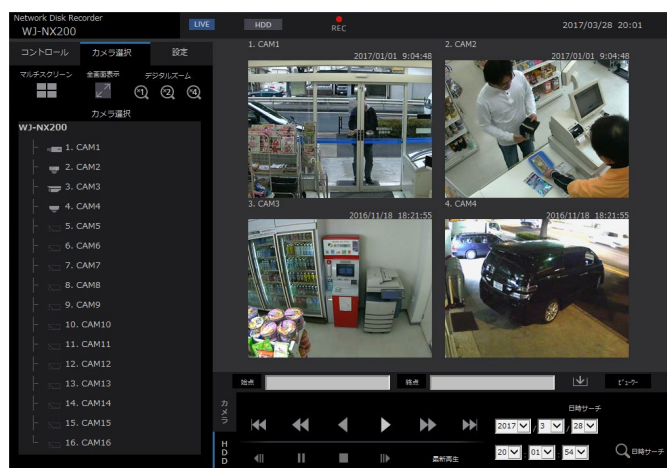 Network Disk Recorder
WJ-NX200
LIVE
HDD
REC
2017/03/28 20:01
コントロール
カメラ選択
設定
マルチスクリーン
全画面表示
デジタルズーム
x1
x2
x4
カメラ選択
WJ-NX200
1. CAM1
2. CAM2
3. CAM3
4. CAM4
5. CAM5
6. CAM6
7. CAM7
8. CAM8
9. CAM9
10. CAM10
11. CAM11
12. CAM12
13. CAM13
14. CAM14
15. CAM15
16. CAM16
1. CAM1
2017/01/01 9:04:48
2. CAM2
2017/01/01 9:04:48
3. CAM3
2016/11/18 18:21:55
4. CAM4
2016/11/18 18:21:55
始点
終点
ビューワー
カメラ
HDD
最新再生
日時サーチ
2017 / 3 / 28
20 : 01 : 54
日時サーチ